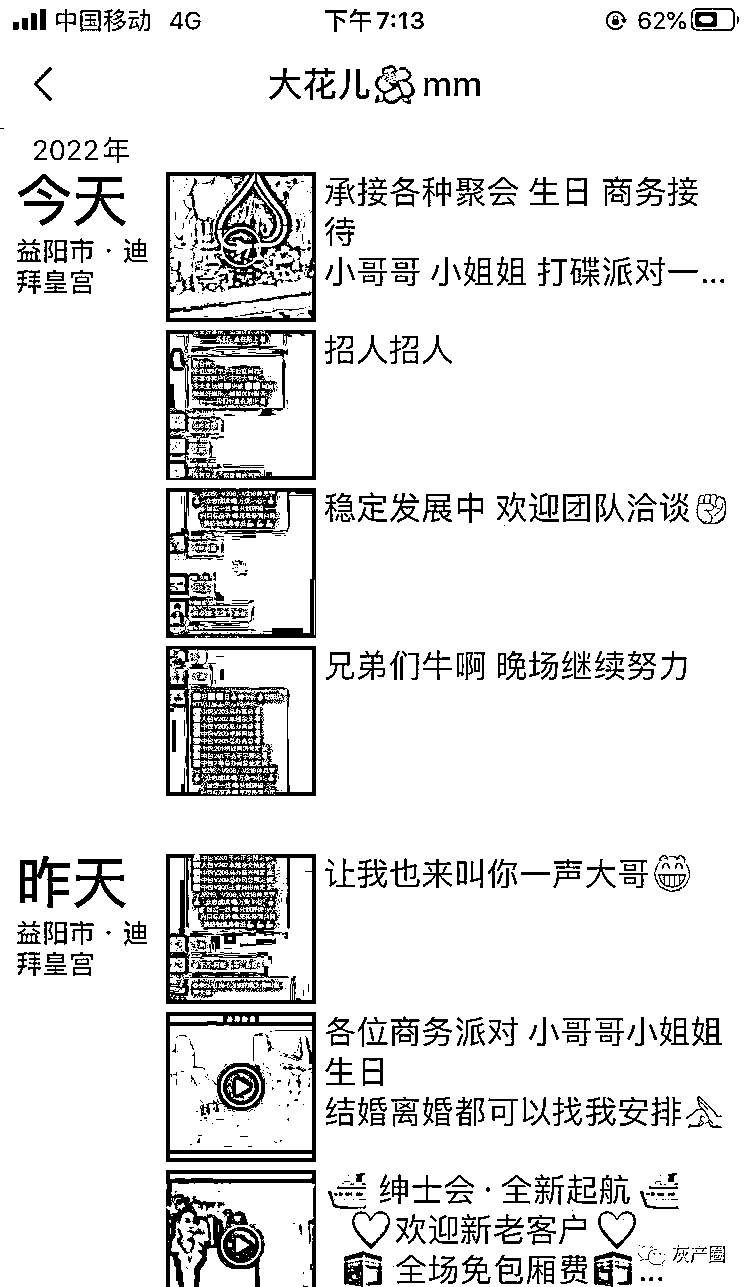 中国移动 4G 下午7:13 62%
大花儿 mm
2022年
今天
益阳市·迪
拜皇宫
承接各种聚会 生日 商务接
待
小哥哥 小姐姐 打碟派对一...
招人招人
稳定发展中 欢迎团队洽谈✊
兄弟们牛啊 晚场继续努力
昨天
益阳市·迪
拜皇宫
让我也来叫你一声大哥😁
各位商务派对 小哥哥小姐姐
生日
结婚离婚都可以找我安排
绅士会·全新起航
欢迎新老客户
全场免包厢费...
灰产圈